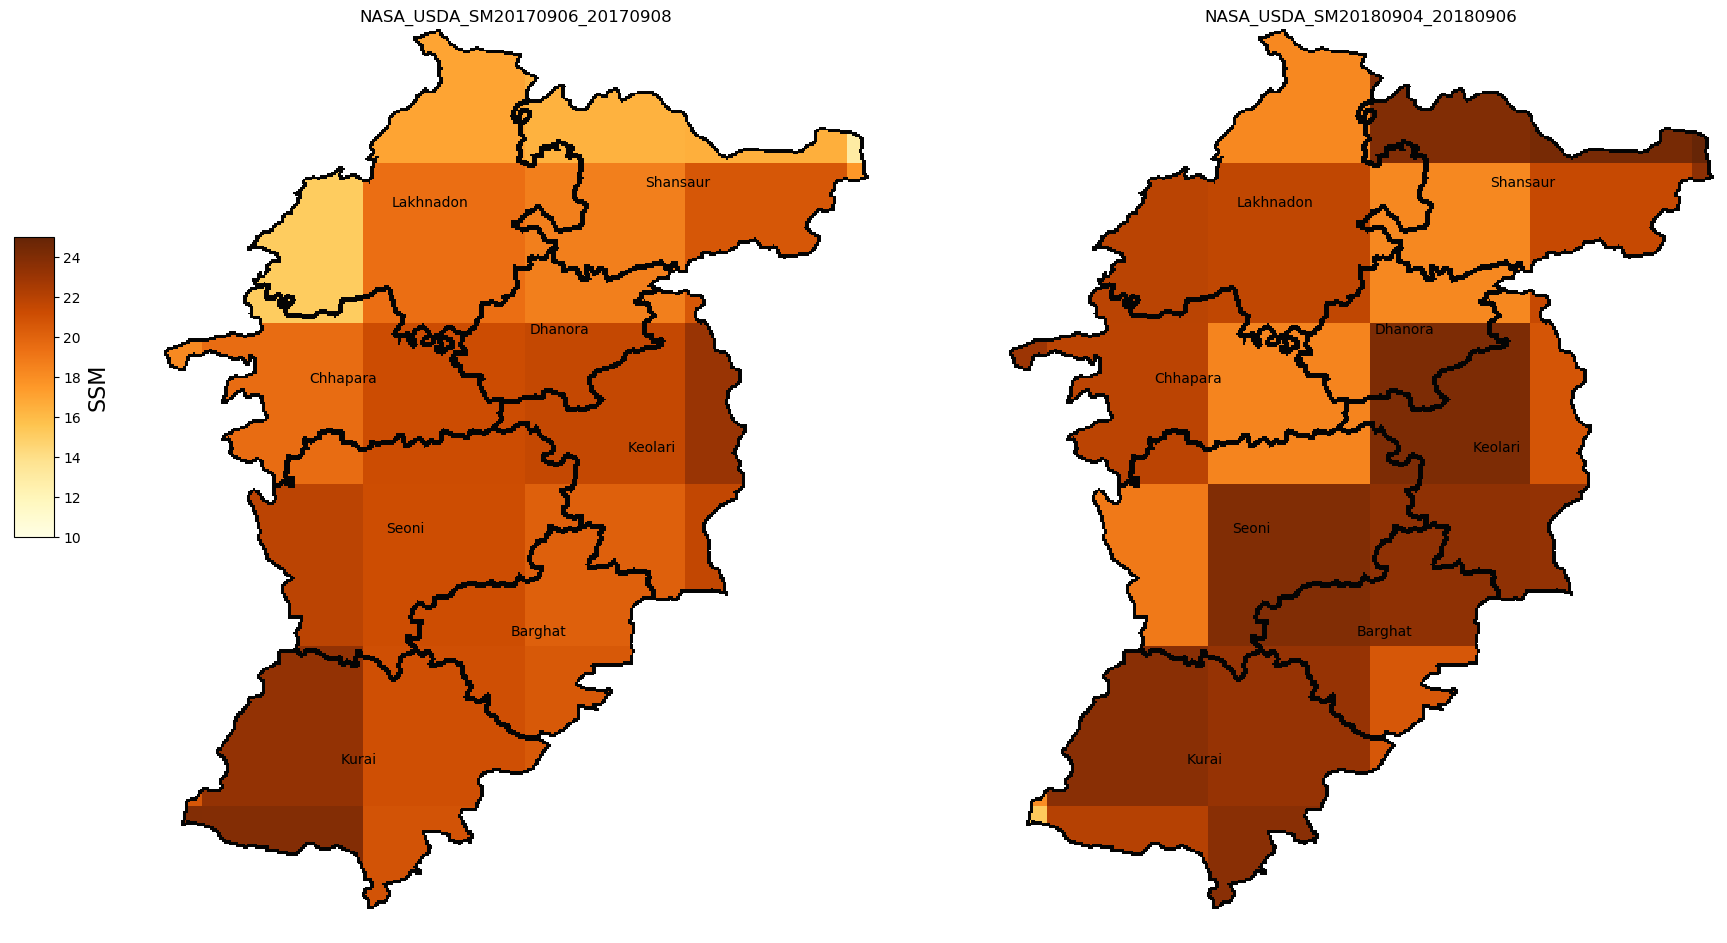 NASA_USDA_SM20170906_20170908
NASA_USDA_SM20180904_20180906
Shansaur
Lakhnadon
Dhanora
Chhapara
Keolari
Seoni
Barghat
Kurai
Shansaur
Lakhnadon
Dhanora
Chhapara
Keolari
Seoni
Barghat
Kurai
24
22
20
18
16
14
12
10
SSM